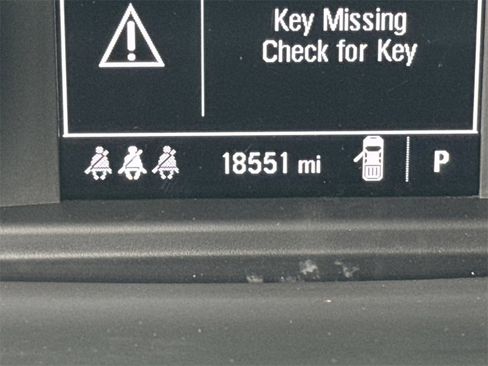 Key Missing
Check for Key
18551 mi
P